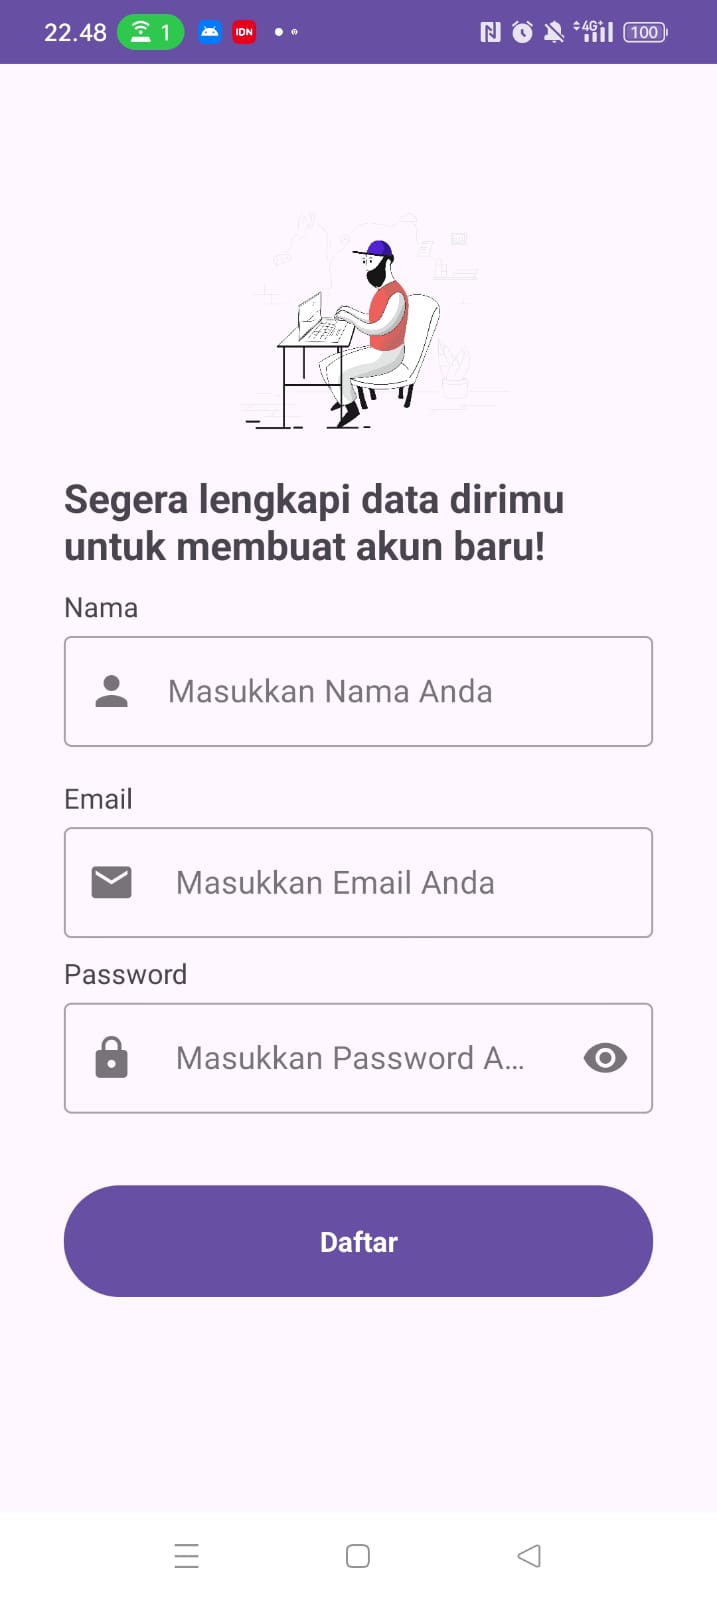 22.48 1 IDN 4G+ 100
Segera lengkapi data dirimu
untuk membuat akun baru!
Nama
Masukkan Nama Anda
Email
Masukkan Email Anda
Password
Masukkan Password A...
Daftar